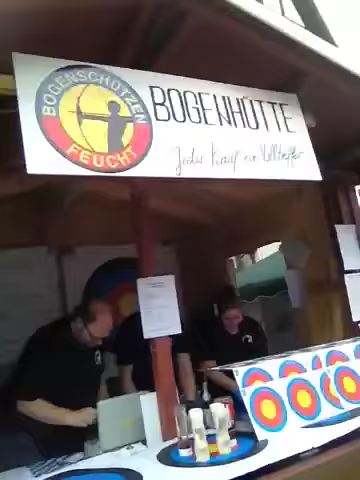 BOGENSCHÜTZEN
FEUCHT
BOGENHÜTTE
Jeder Kauf ein Volltreffer